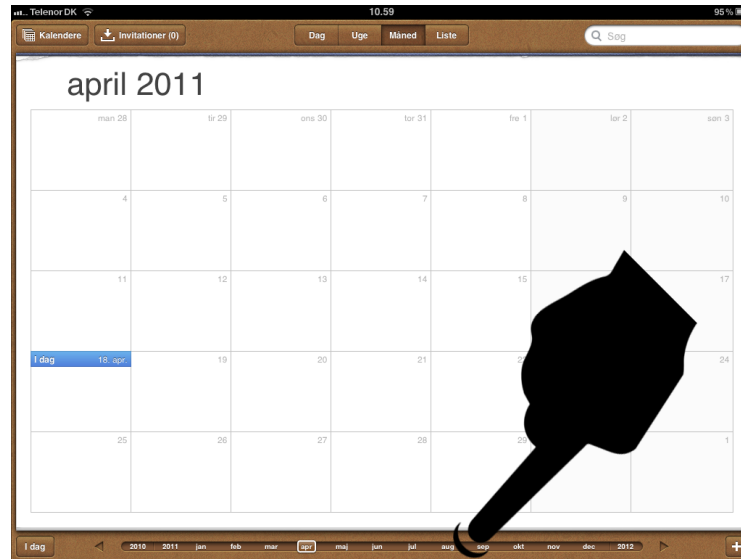 Telenor DK 10.59 95 %
Kalendere Invitationer (0) Dag Uge Måned Liste Søg
april 2011
man 28 tir 29 ons 30 tor 31 fre 1 lør 2 søn 3
4 5 6 7 8 9 10
11 12 13 14 15 17
I dag 18. apr. 19 20 21 24
25 26 27 28 29 1
I dag 2010 2011 jan feb mar apr maj jun jul aug sep okt nov dec 2012 +